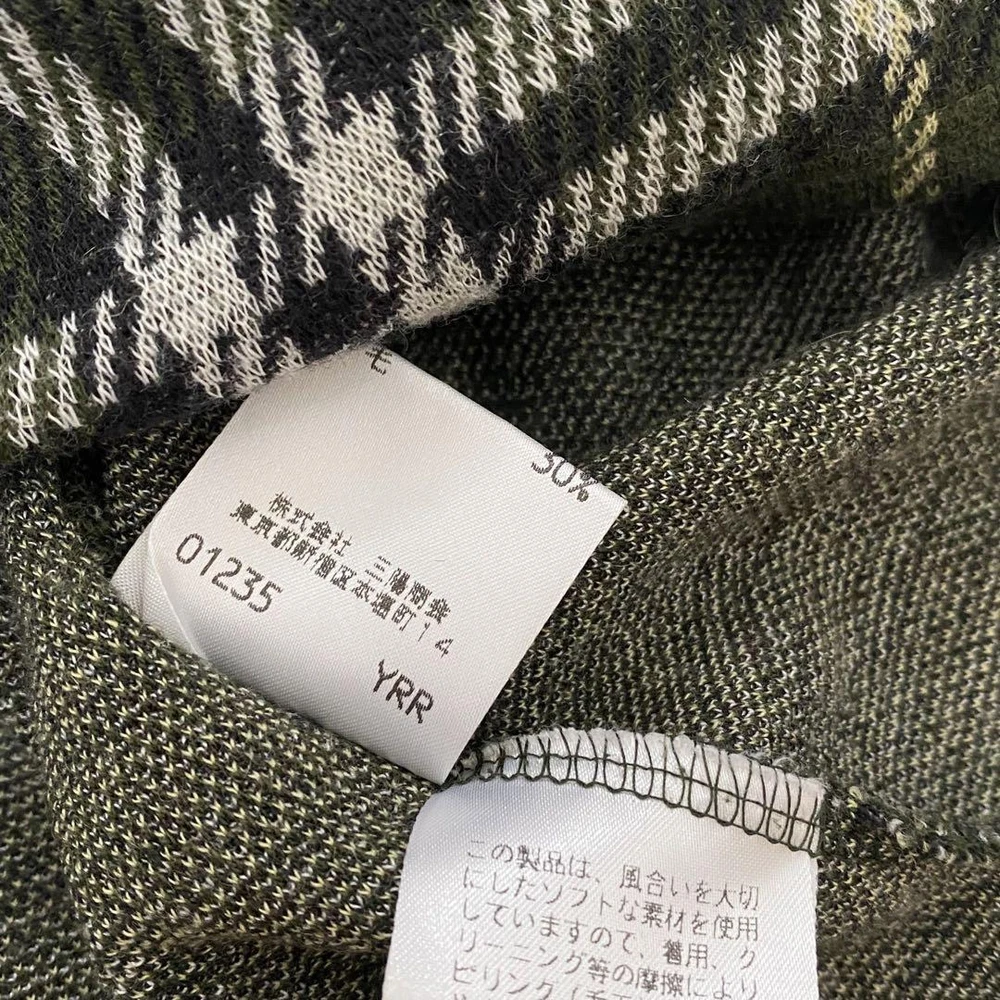 毛
30%
株式会社 三陽商会
東京都新宿区本塩町14
01235
YRR
この製品は、風合いを大切
にしたソフトな素材を使用
していますので、着用、ク
リーニング等の摩擦により
ピリング(毛玉